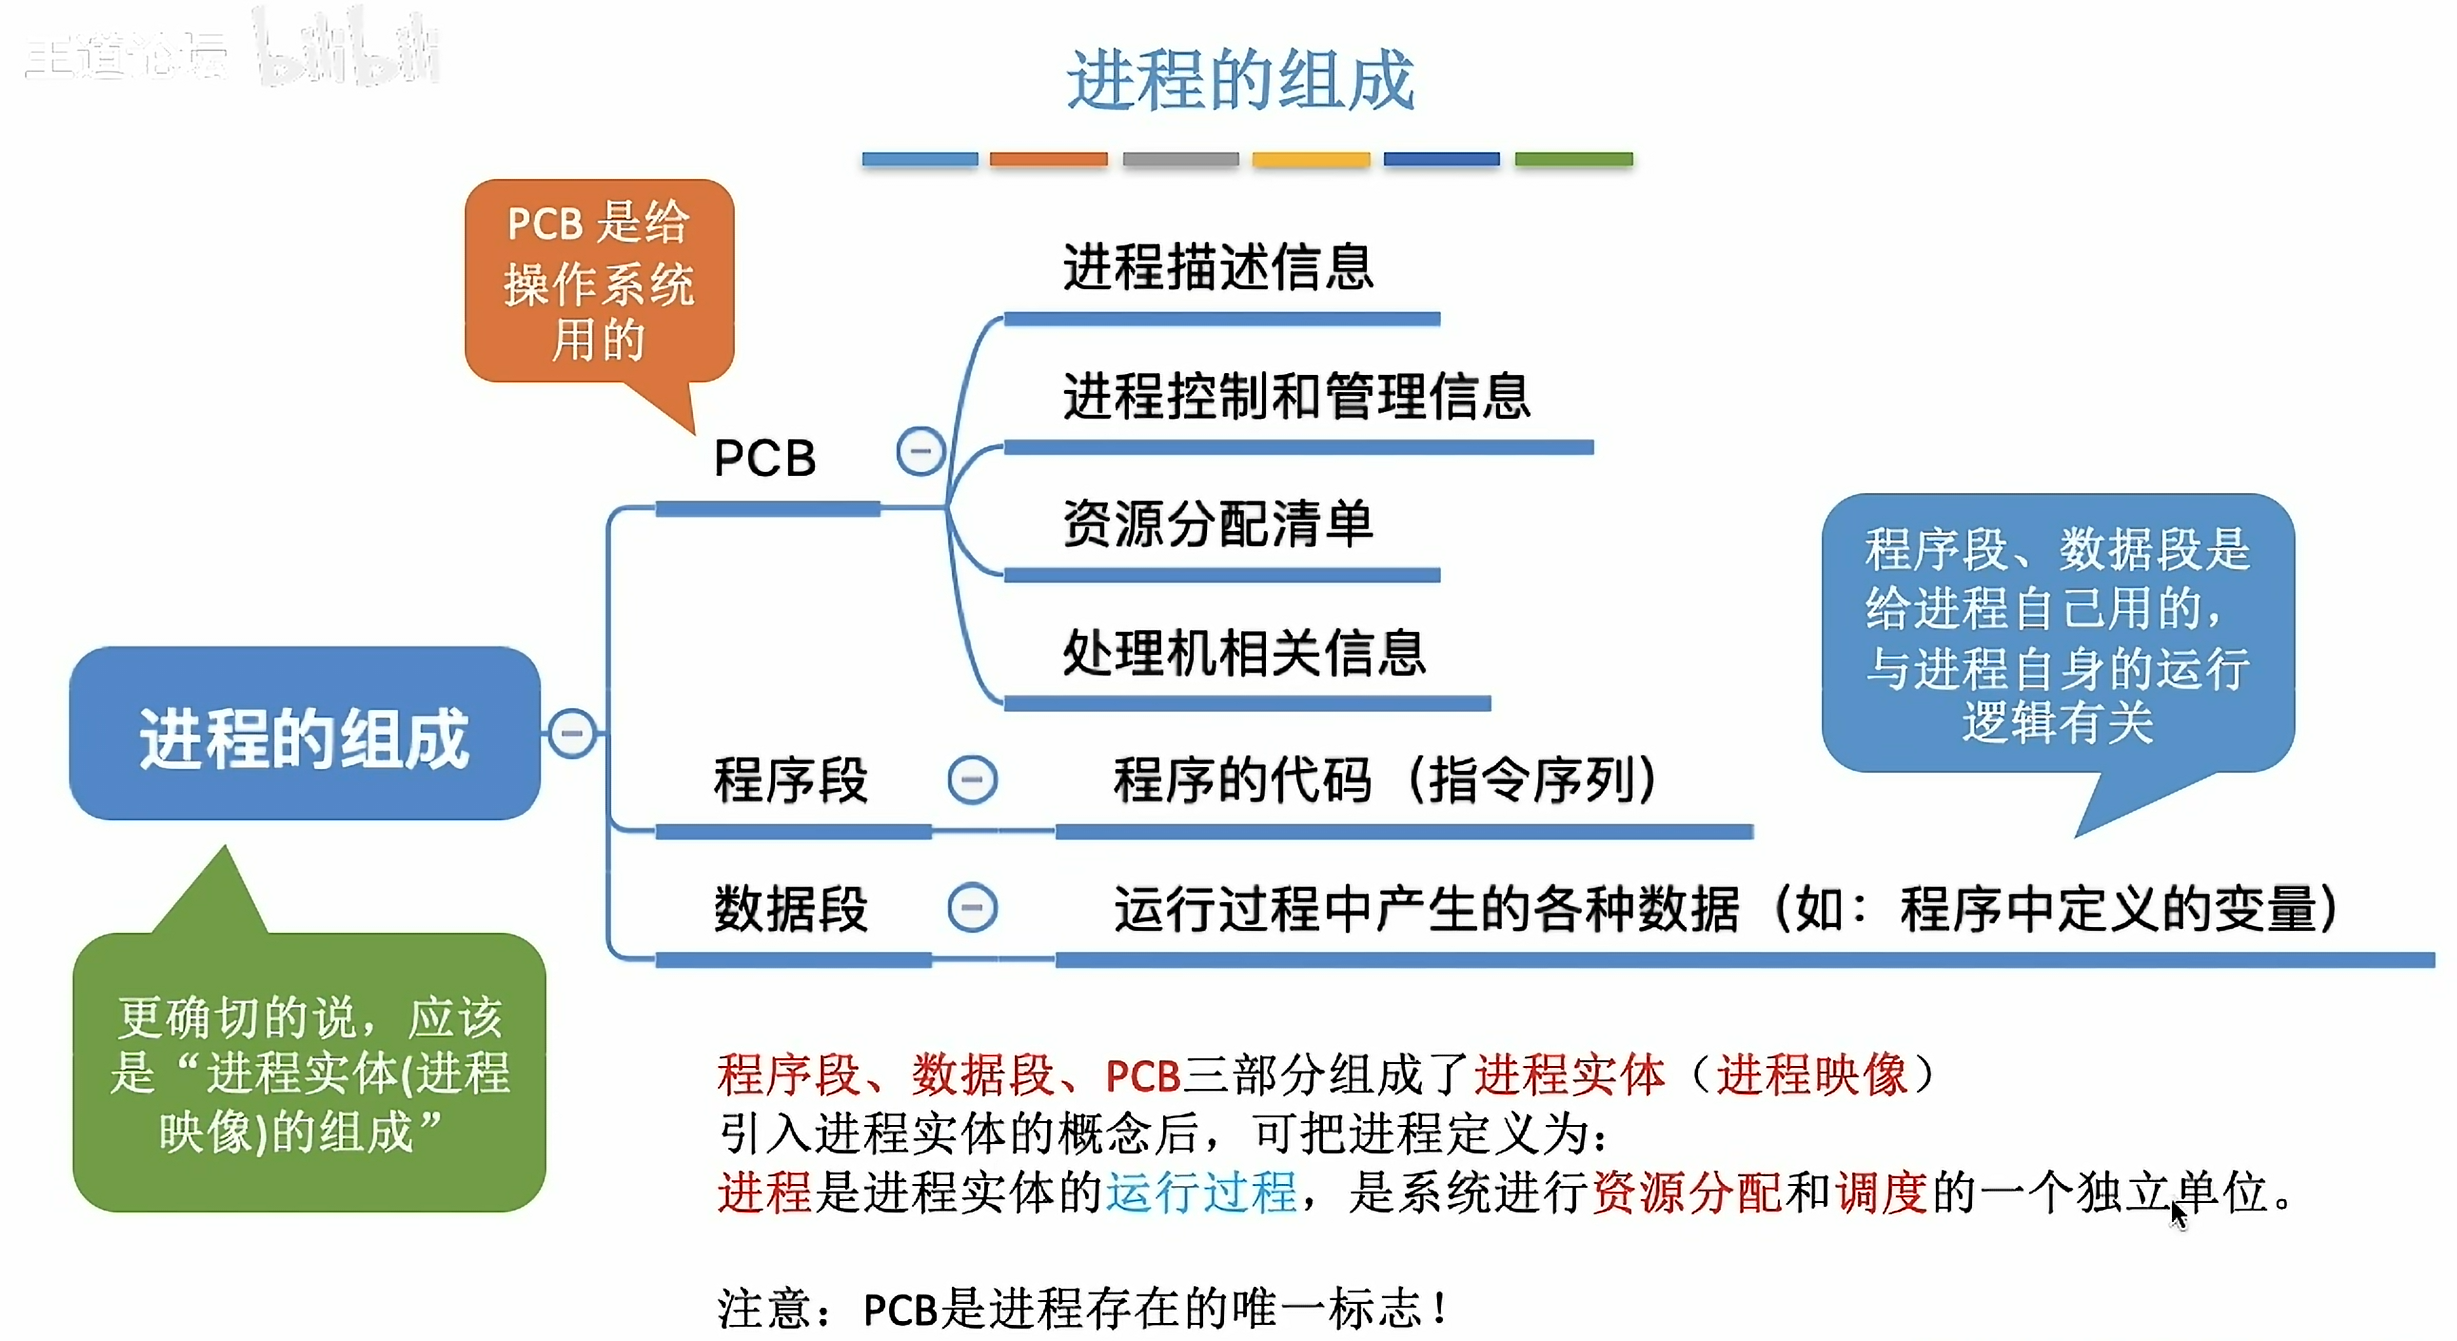 王道论坛 bilibili
进程的组成
PCB 是给
操作系统
用的
进程描述信息
进程控制和管理信息
PCB
资源分配清单
处理机相关信息
程序段、数据段是
给进程自己用的，
与进程自身的运行
逻辑有关
进程的组成
程序段
程序的代码（指令序列）
数据段
运行过程中产生的各种数据（如：程序中定义的变量）
更确切的说，应该
是“进程实体(进程
映像)的组成”
程序段、数据段、PCB三部分组成了进程实体（进程映像）
引入进程实体的概念后，可把进程定义为：
进程是进程实体的运行过程，是系统进行资源分配和调度的一个独立单位。
注意：PCB是进程存在的唯一标志！